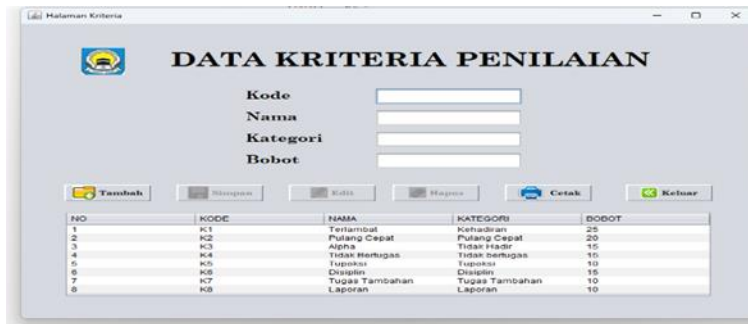 Halaman Kriteria
DATA KRITERIA PENILAIAN
Kode
Nama
Kategori
Bobot
Tambah Simpan Edit Hapus Cetak Keluar
NO KODE NAMA KATEGORI BOBOT
1 K1 Terlambat Kehadiran 25
2 K2 Pulang Cepat Pulang Cepat 20
3 K3 Alpha Tidak Hadir 15
4 K4 Tidak Bertugas Tidak bertugas 15
5 K5 Tupoksi Tupoksi 10
6 K6 Disiplin Disiplin 15
7 K7 Tugas Tambahan Tugas Tambahan 10
8 K8 Laporan Laporan 10